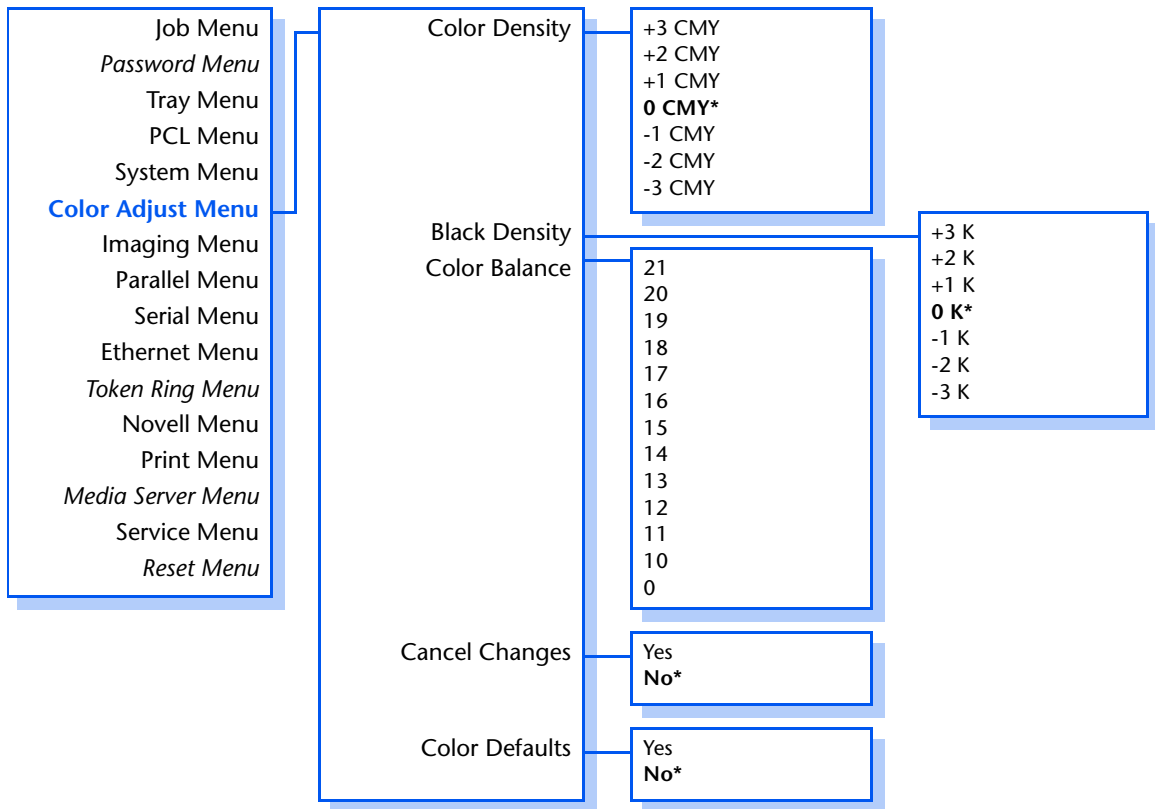 Job Menu
Password Menu
Tray Menu
PCL Menu
System Menu
Color Adjust Menu
Imaging Menu
Parallel Menu
Serial Menu
Ethernet Menu
Token Ring Menu
Novell Menu
Print Menu
Media Server Menu
Service Menu
Reset Menu
Color Density
+3 CMY
+2 CMY
+1 CMY
0 CMY*
-1 CMY
-2 CMY
-3 CMY
Black Density
+3 K
+2 K
+1 K
0 K*
-1 K
-2 K
-3 K
Color Balance
21
20
19
18
17
16
15
14
13
12
11
10
0
Cancel Changes
Yes
No*
Color Defaults
Yes
No*